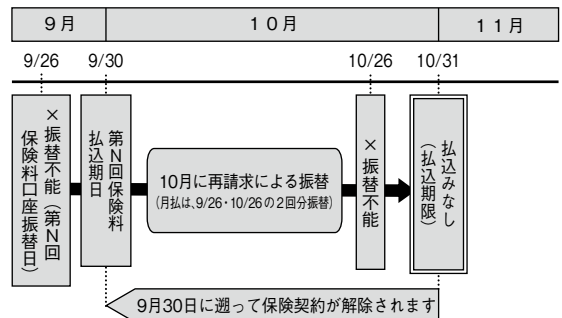 9月
10月
11月
9/26
9/30
10/26
10/31
×振替不能（第N回
保険料口座振替日）
第N回保険料
払込期日
10月に再請求による振替
（月払は、9/26・10/26の2回分振替）
×振替不能
払込みなし
（払込期限）
9月30日に遡って保険契約が解除されます